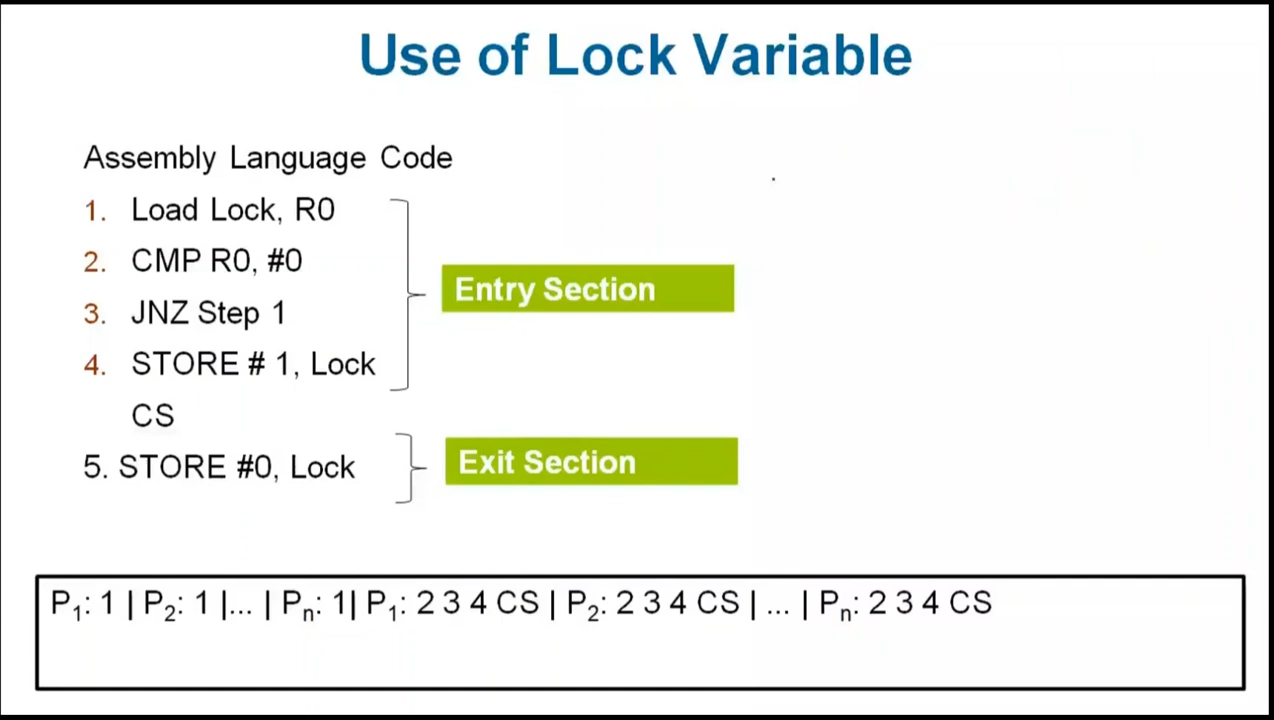 Use of Lock Variable
Assembly Language Code
1. Load Lock, R0
2. CMP R0, #0
Entry Section
3. JNZ Step 1
4. STORE # 1, Lock
CS
5. STORE #0, Lock
Exit Section
P₁: 1 | P₂: 1 |... | Pₙ: 1| P₁: 2 3 4 CS | P₂: 2 3 4 CS | ... | Pₙ: 2 3 4 CS